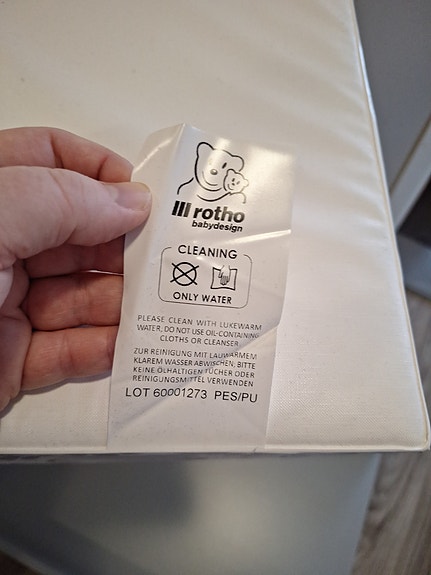 rotho
babydesign
CLEANING
ONLY WATER
PLEASE CLEAN WITH LUKEWARM
WATER; DO NOT USE OIL-CONTAINING
CLOTHS OR CLEANSER
ZUR REINIGUNG MIT LAUWARMEM
KLAREM WASSER ABWISCHEN; BITTE
KEINE ÖLHALTIGEN TÜCHER ODER
REINIGUNGSMITTEL VERWENDEN
LOT 60001273 PES/PU